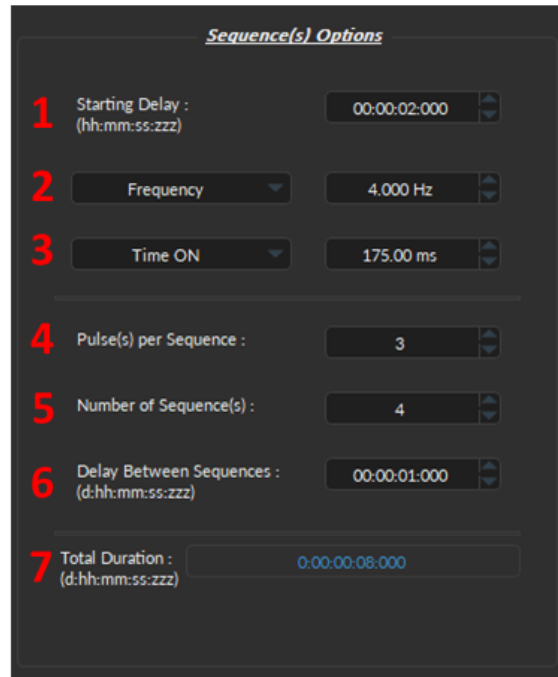 Sequence(s) Options
1 Starting Delay : 00:00:02:000
(hh:mm:ss:zzz)
2 Frequency 4.000 Hz
3 Time ON 175.00 ms
4 Pulse(s) per Sequence : 3
5 Number of Sequence(s) : 4
6 Delay Between Sequences : 00:00:01:000
(d:hh:mm:ss:zzz)
7 Total Duration : 0:00:00:08:000
(d:hh:mm:ss:zzz)